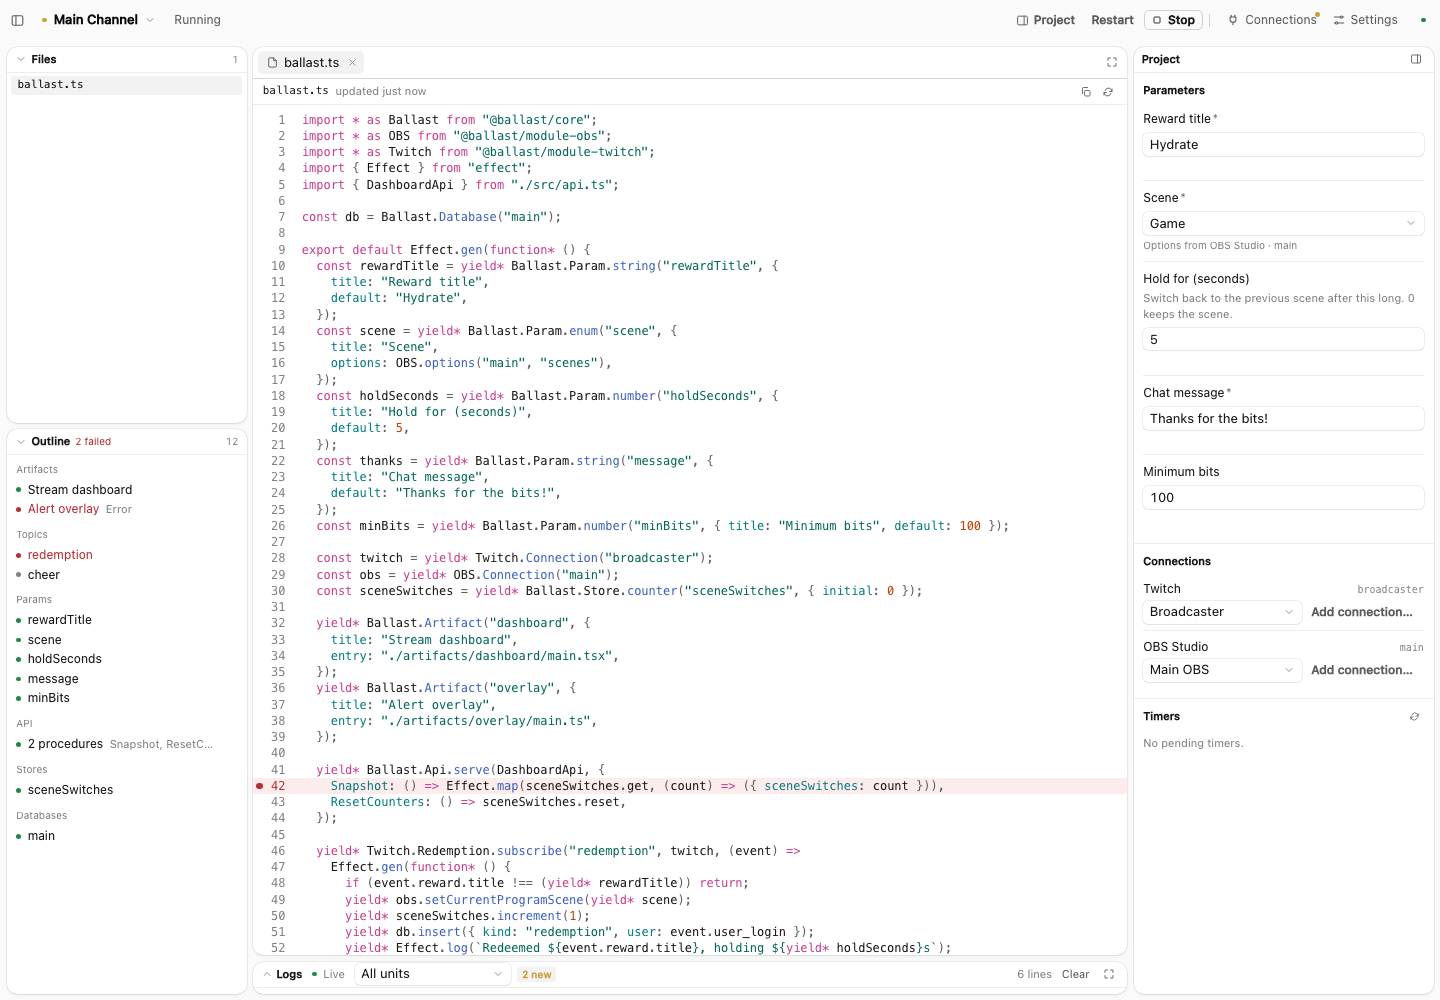 Main Channel
Running
Project
Restart
Stop
Connections
Settings
Files
1
ballast.ts
Outline
2 failed
12
Artifacts
Stream dashboard
Alert overlay Error
Topics
redemption
cheer
Params
rewardTitle
scene
holdSeconds
message
minBits
API
2 procedures Snapshot, ResetC...
Stores
sceneSwitches
Databases
main
ballast.ts
ballast.ts updated just now
1 import * as Ballast from "@ballast/core";
2 import * as OBS from "@ballast/module-obs";
3 import * as Twitch from "@ballast/module-twitch";
4 import { Effect } from "effect";
5 import { DashboardApi } from "./src/api.ts";
6
7 const db = Ballast.Database("main");
8
9 export default Effect.gen(function* () {
10 const rewardTitle = yield* Ballast.Param.string("rewardTitle", {
11 title: "Reward title",
12 default: "Hydrate",
13 });
14 const scene = yield* Ballast.Param.enum("scene", {
15 title: "Scene",
16 options: OBS.options("main", "scenes"),
17 });
18 const holdSeconds = yield* Ballast.Param.number("holdSeconds", {
19 title: "Hold for (seconds)",
20 default: 5,
21 });
22 const thanks = yield* Ballast.Param.string("message", {
23 title: "Chat message",
24 default: "Thanks for the bits!",
25 });
26 const minBits = yield* Ballast.Param.number("minBits", { title: "Minimum bits", default: 100 });
27
28 const twitch = yield* Twitch.Connection("broadcaster");
29 const obs = yield* OBS.Connection("main");
30 const sceneSwitches = yield* Ballast.Store.counter("sceneSwitches", { initial: 0 });
31
32 yield* Ballast.Artifact("dashboard", {
33 title: "Stream dashboard",
34 entry: "./artifacts/dashboard/main.tsx",
35 });
36 yield* Ballast.Artifact("overlay", {
37 title: "Alert overlay",
38 entry: "./artifacts/overlay/main.ts",
39 });
40
41 yield* Ballast.Api.serve(DashboardApi, {
42 Snapshot: () => Effect.map(sceneSwitches.get, (count) => ({ sceneSwitches: count })),
43 ResetCounters: () => sceneSwitches.reset,
44 });
45
46 yield* Twitch.Redemption.subscribe("redemption", twitch, (event) =>
47 Effect.gen(function* () {
48 if (event.reward.title !== (yield* rewardTitle)) return;
49 yield* obs.setCurrentProgramScene(yield* scene);
50 yield* sceneSwitches.increment(1);
51 yield* db.insert({ kind: "redemption", user: event.user_login });
52 yield* Effect.log(`Redeemed ${event.reward.title}, holding ${yield* holdSeconds}s`);
Logs
Live
All units
2 new
6 lines
Clear
Project
Parameters
Reward title*
Hydrate
Scene*
Game
Options from OBS Studio · main
Hold for (seconds)
Switch back to the previous scene after this long. 0
keeps the scene.
5
Chat message*
Thanks for the bits!
Minimum bits
100
Connections
Twitch broadcaster
Broadcaster
Add connection...
OBS Studio main
Main OBS
Add connection...
Timers
No pending timers.